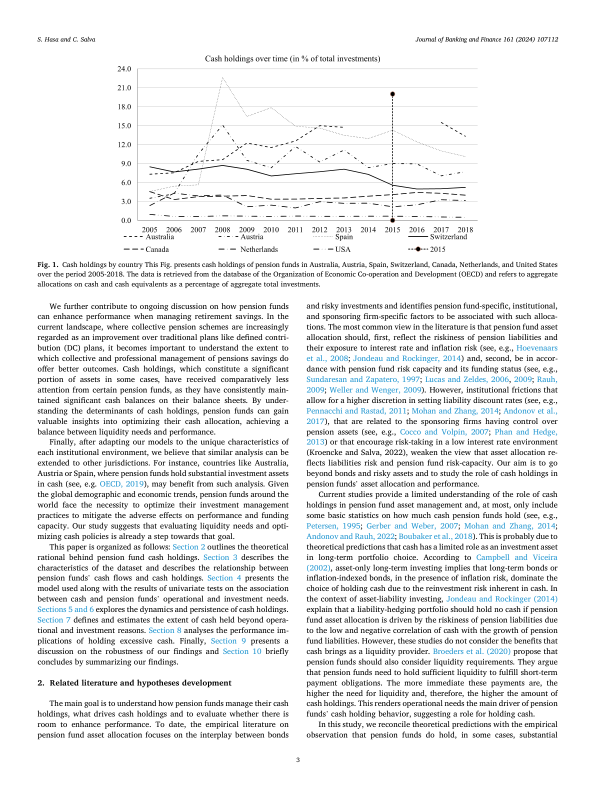 S. Hasa and C. Salva
Journal of Banking and Finance 161 (2024) 107112
Cash holdings over time (in % of total investments)
24.0
21.0
18.0
15.0
12.0
9.0
6.0
3.0
0.0
2005 2006 2007 2008 2009 2010 2011 2012 2013 2014 2015 2016 2017 2018
Australia Austria Spain Switzerland
Canada Netherlands USA 2015
Fig. 1. Cash holdings by country This Fig. presents cash holdings of pension funds in Australia, Austria, Spain, Switzerland, Canada, Netherlands, and United States
over the period 2005-2018. The data is retrieved from the database of the Organization of Economic Co-operation and Development (OECD) and refers to aggregate
allocations on cash and cash equivalents as a percentage of aggregate total investments.
We further contribute to ongoing discussion on how pension funds
can enhance performance when managing retirement savings. In the
current landscape, where collective pension schemes are increasingly
regarded as an improvement over traditional plans like defined contri-
bution (DC) plans, it becomes important to understand the extent to
which collective and professional management of pensions savings do
offer better outcomes. Cash holdings, which constitute a significant
portion of assets in some cases, have received comparatively less
attention from certain pension funds, as they have consistently main-
tained significant cash balances on their balance sheets. By under-
standing the determinants of cash holdings, pension funds can gain
valuable insights into optimizing their cash allocation, achieving a
balance between liquidity needs and performance.
Finally, after adapting our models to the unique characteristics of
each institutional environment, we believe that similar analysis can be
extended to other jurisdictions. For instance, countries like Australia,
Austria or Spain, where pension funds hold substantial investment assets
in cash (see, e.g. OECD, 2019), may benefit from such analysis. Given
the global demographic and economic trends, pension funds around the
world face the necessity to optimize their investment management
practices to mitigate the adverse effects on performance and funding
capacity. Our study suggests that evaluating liquidity needs and opti-
mizing cash policies is already a step towards that goal.
This paper is organized as follows: Section 2 outlines the theoretical
rational behind pension fund cash holdings. Section 3 describes the
characteristics of the dataset and describes the relationship between
pension funds' cash flows and cash holdings. Section 4 presents the
model used along with the results of univariate tests on the association
between cash and pension funds' operational and investment needs.
Sections 5 and 6 explores the dynamics and persistence of cash holdings.
Section 7 defines and estimates the extent of cash held beyond opera-
tional and investment reasons. Section 8 analyses the performance im-
plications of holding excessive cash. Finally, Section 9 presents a
discussion on the robustness of our findings and Section 10 briefly
concludes by summarizing our findings.
2. Related literature and hypotheses development
The main goal is to understand how pension funds manage their cash
holdings, what drives cash holdings and to evaluate whether there is
room to enhance performance. To date, the empirical literature on
pension fund asset allocation focuses on the interplay between bonds
and risky investments and identifies pension fund-specific, institutional,
and sponsoring firm-specific factors to be associated with such alloca-
tions. The most common view in the literature is that pension fund asset
allocation should, first, reflect the riskiness of pension liabilities and
their exposure to interest rate and inflation risk (see, e.g., Hoevenaars
et al., 2008; Jondeau and Rockinger, 2014) and, second, be in accor-
dance with pension fund risk capacity and its funding status (see, e.g.,
Sundaresan and Zapatero, 1997; Lucas and Zeldes, 2006, 2009; Rauh,
2009; Weller and Wenger, 2009). However, institutional frictions that
allow for a higher discretion in setting liability discount rates (see, e.g.,
Pennacchi and Rastad, 2011; Mohan and Zhang, 2014; Andonov et al.,
2017), that are related to the sponsoring firms having control over
pension assets (see, e.g., Cocco and Volpin, 2007; Phan and Hegde,
2013) or that encourage risk-taking in a low interest rate environment
(Kroencke and Salva, 2022), weaken the view that asset allocation re-
flects liabilities risk and pension fund risk-capacity. Our aim is to go
beyond bonds and risky assets and to study the role of cash holdings in
pension funds' asset allocation and performance.
Current studies provide a limited understanding of the role of cash
holdings in pension fund asset management and, at most, only include
some basic statistics on how much cash pension funds hold (see, e.g.,
Petersen, 1995; Gerber and Weber, 2007; Mohan and Zhang, 2014;
Andonov and Rauh, 2022; Boubaker et al., 2018). This is probably due to
theoretical predictions that cash has a limited role as an investment asset
in long-term portfolio choice. According to Campbell and Viceira
(2002), asset-only long-term investing implies that long-term bonds or
inflation-indexed bonds, in the presence of inflation risk, dominate the
choice of holding cash due to the reinvestment risk inherent in cash. In
the context of asset-liability investing, Jondeau and Rockinger (2014)
explain that a liability-hedging portfolio should hold no cash if pension
fund asset allocation is driven by the riskiness of pension liabilities due
to the low and negative correlation of cash with the growth of pension
fund liabilities. However, these studies do not consider the benefits that
cash brings as a liquidity provider. Broeders et al. (2020) propose that
pension funds should also consider liquidity requirements. They argue
that pension funds need to hold sufficient liquidity to fulfill short-term
payment obligations. The more immediate these payments are, the
higher the need for liquidity and, therefore, the higher the amount of
cash holdings. This renders operational needs the main driver of pension
funds' cash holding behavior, suggesting a role for holding cash.
In this study, we reconcile theoretical predictions with the empirical
observation that pension funds do hold, in some cases, substantial
3